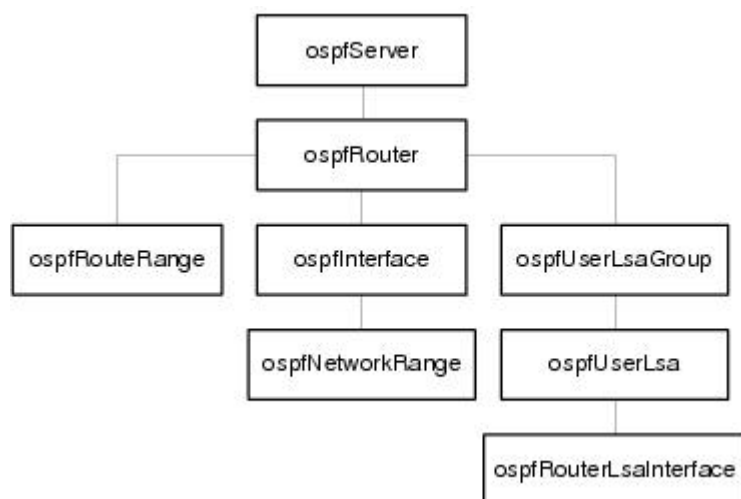 ospfServer
ospfRouter
ospfRouteRange
ospfInterface
ospfUserLsaGroup
ospfNetworkRange
ospfUserLsa
ospfRouterLsaInterface